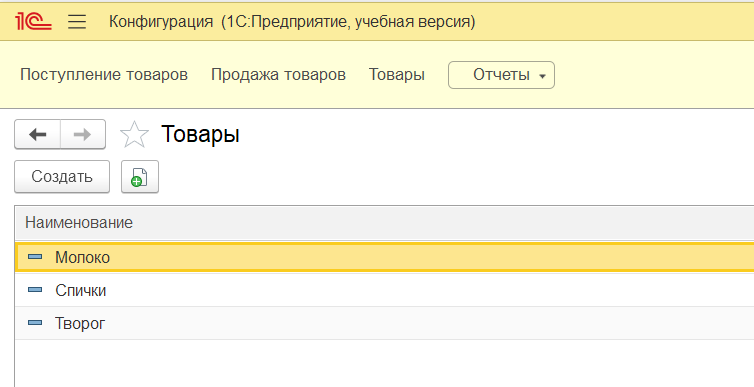 1С Конфигурация (1С:Предприятие, учебная версия)
Поступление товаров Продажа товаров Товары Отчеты
Товары
Создать
Наименование
Молоко
Спички
Творог